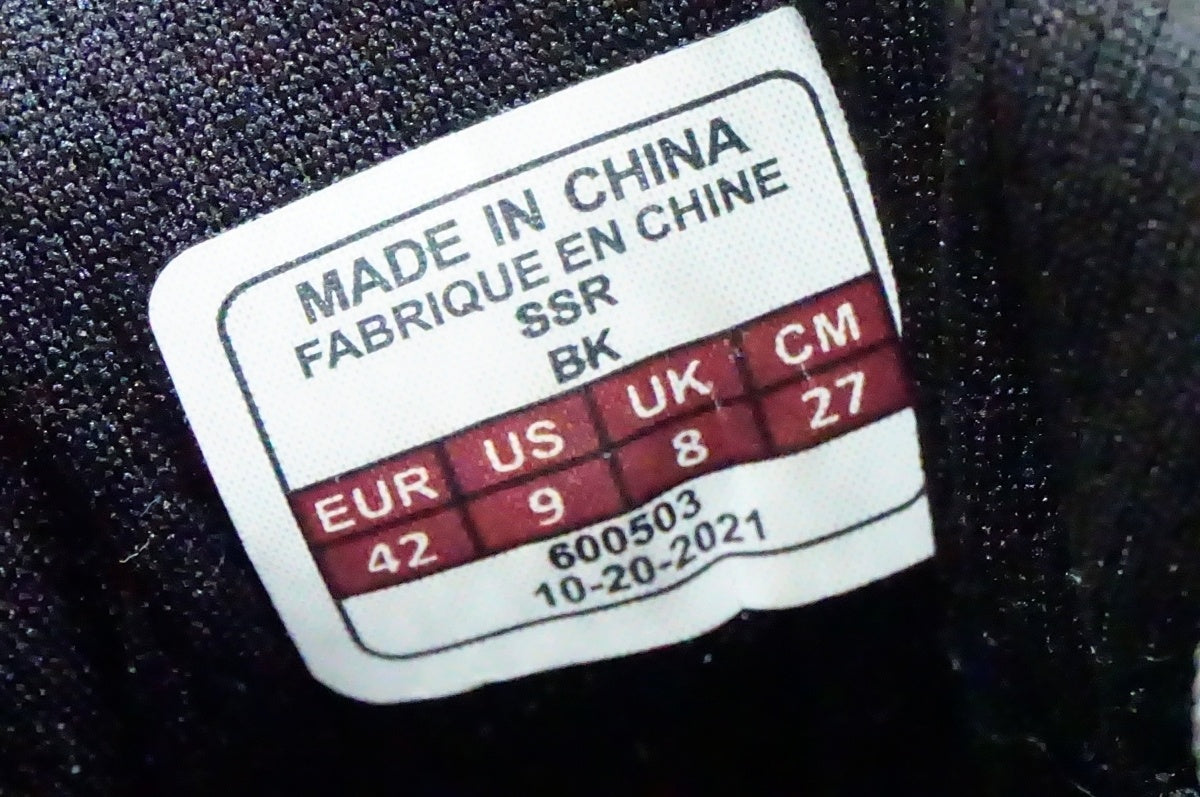 MADE IN CHINA
FABRIQUE EN CHINE
SSR
BK
EUR US UK CM
42 9 8 27
600503
10-20-2021